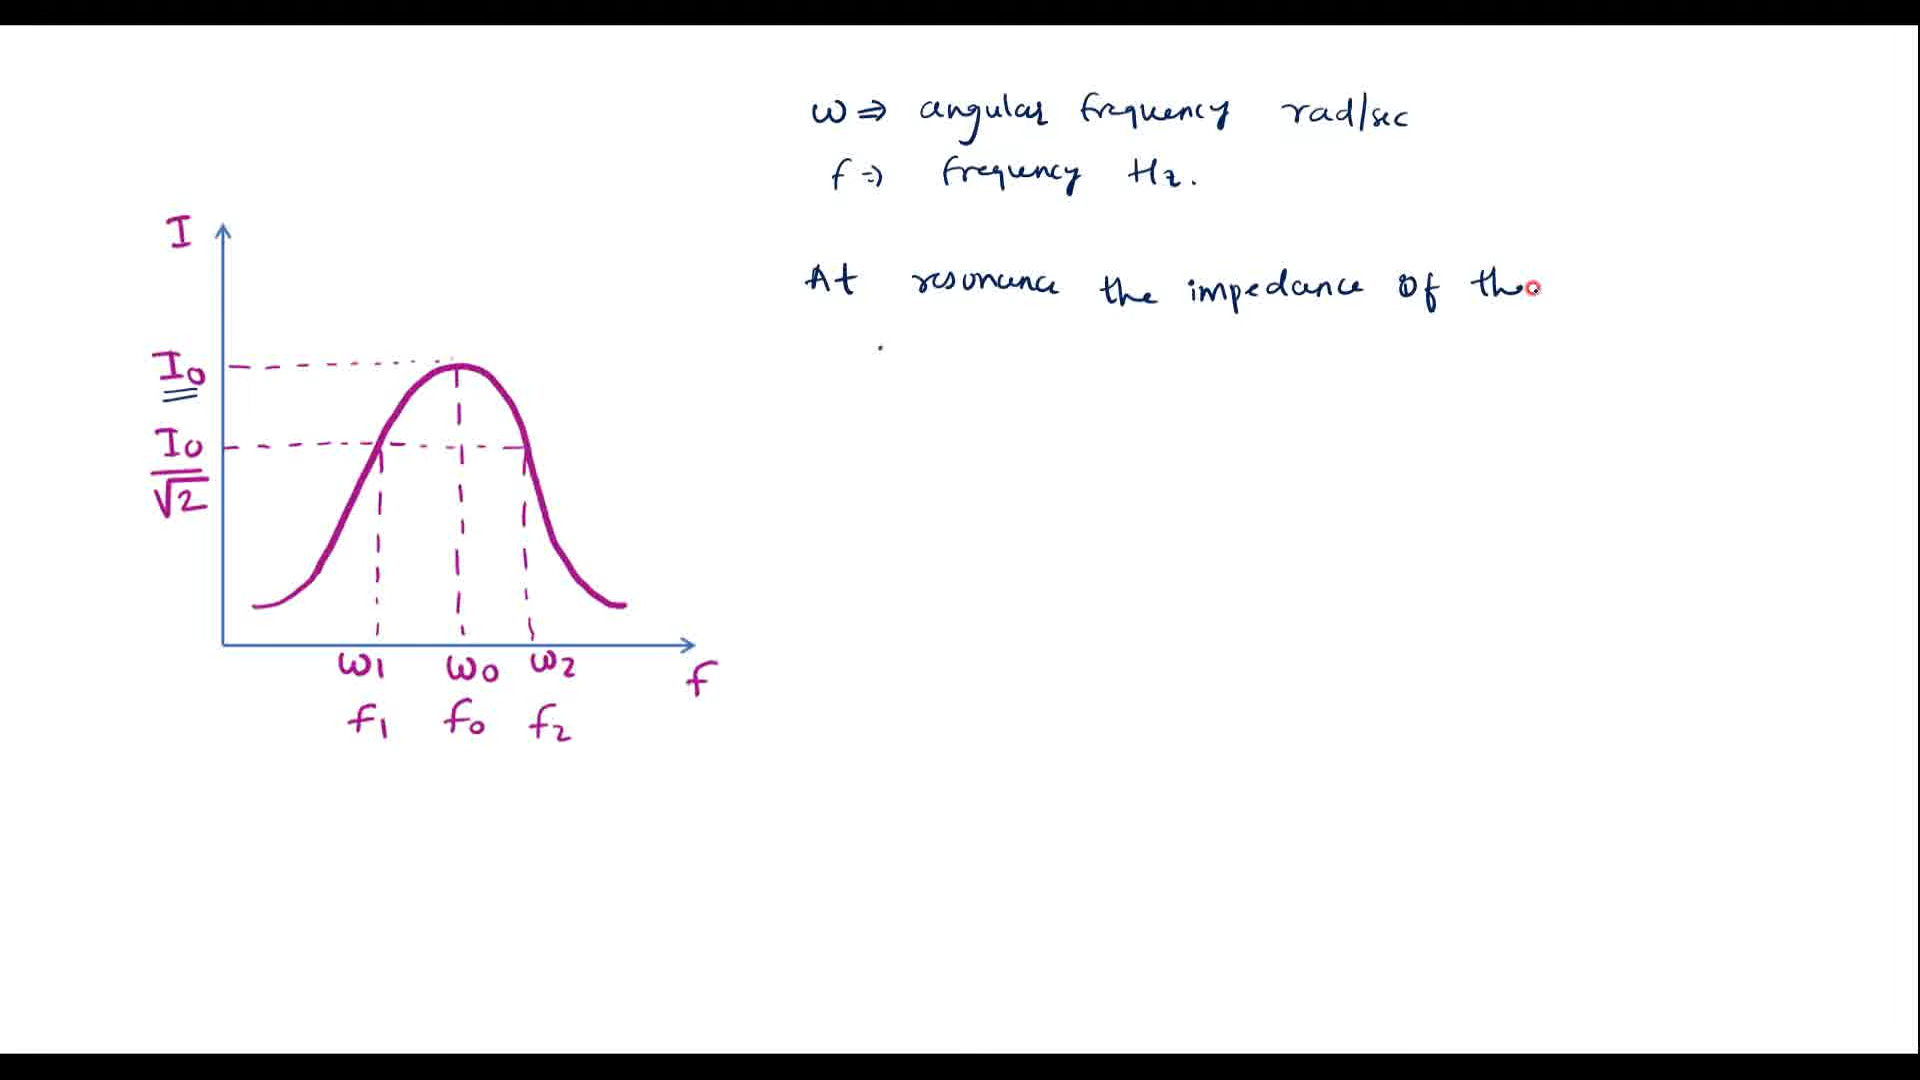 ω ⇒ angular frequency rad/sec
f ⇒ frequency Hz.
At resonance the impedance of the
I
I₀
I₀/√2
ω₁ ω₀ ω₂
f
f₁ f₀ f₂